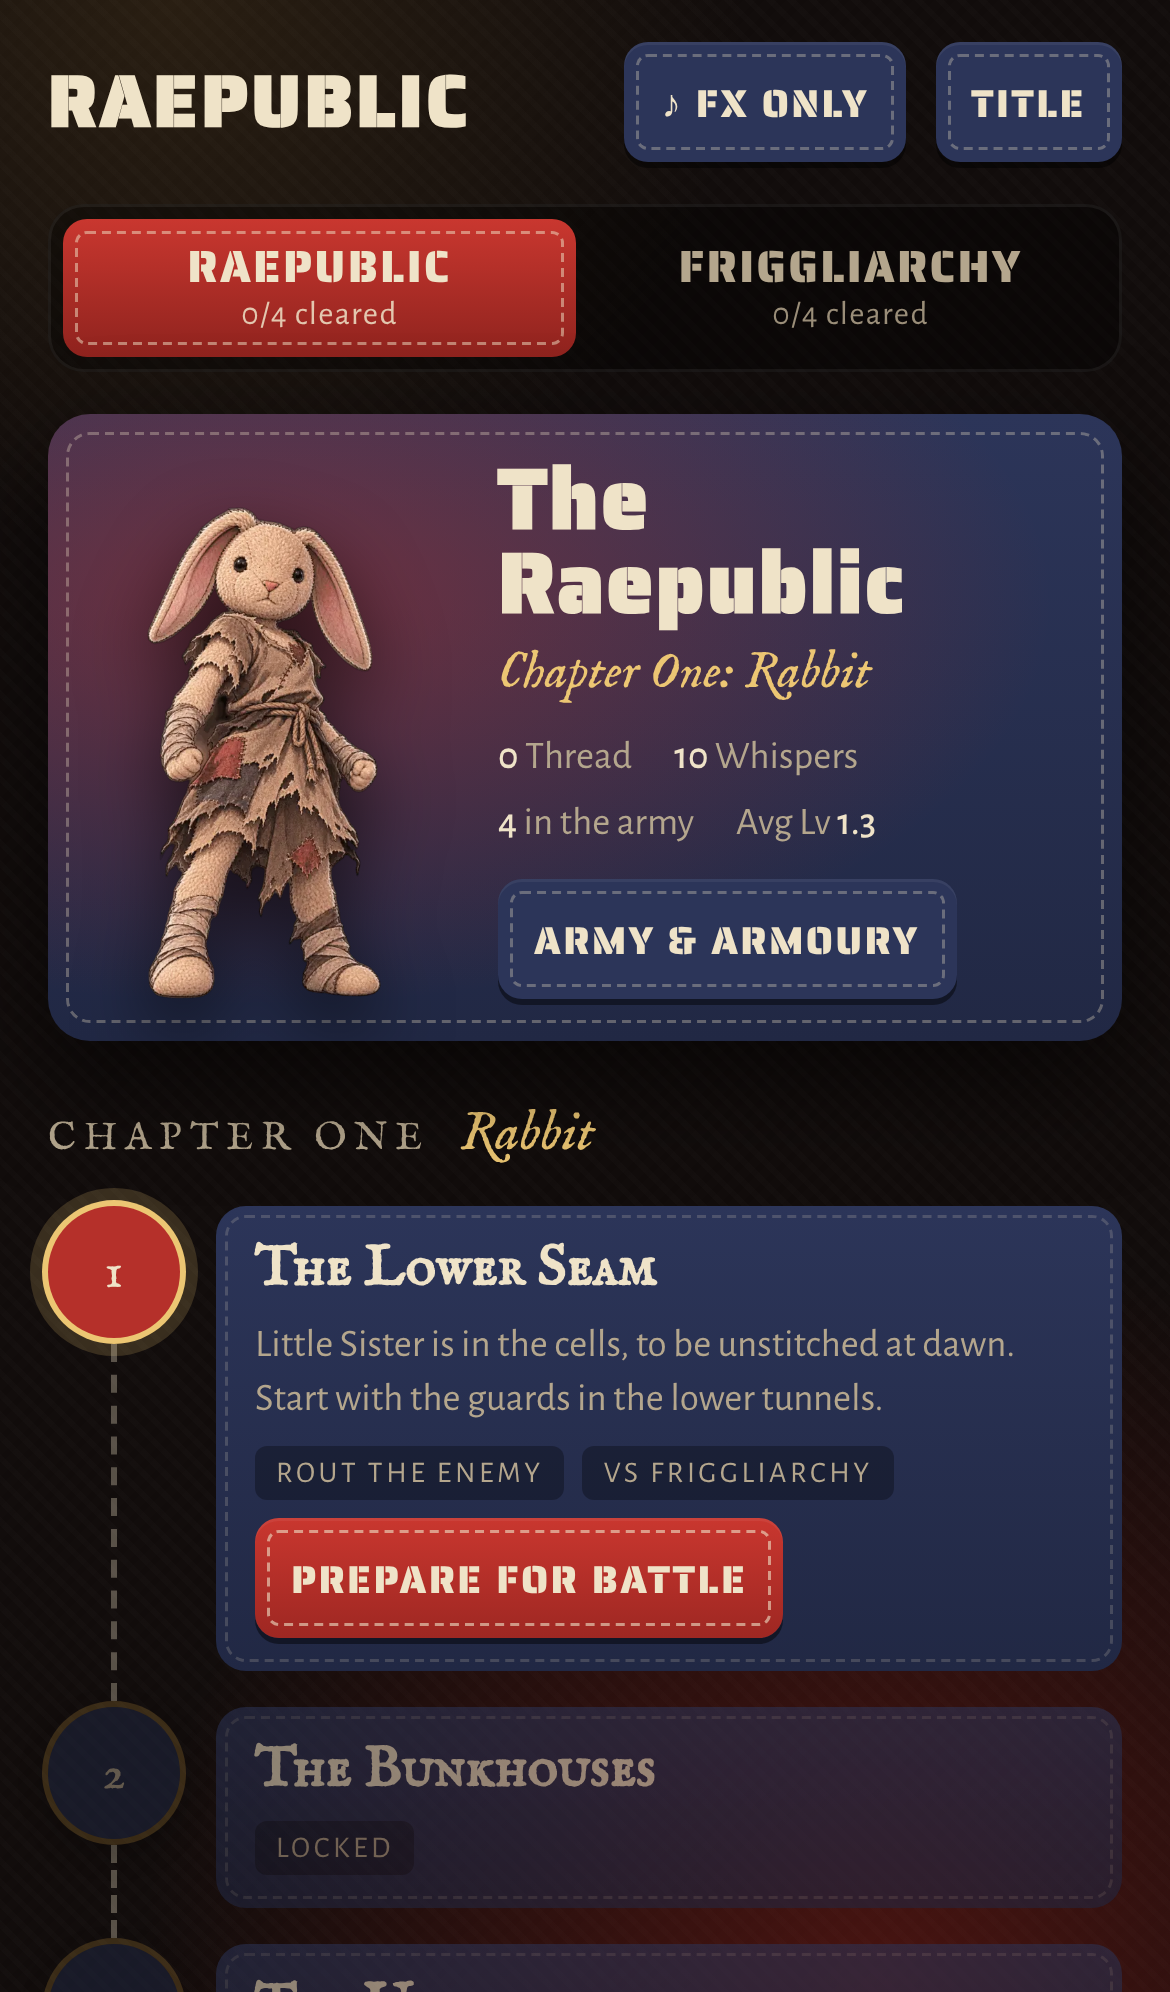 RAEPUBLIC
♪ FX ONLY
TITLE
RAEPUBLIC
0/4 cleared
FRIGGLIARCHY
0/4 cleared
The
Raepublic
Chapter One: Rabbit
0 Thread 10 Whispers
4 in the army Avg Lv 1.3
ARMY & ARMOURY
CHAPTER ONE Rabbit
1
The Lower Seam
Little Sister is in the cells, to be unstitched at dawn.
Start with the guards in the lower tunnels.
ROUT THE ENEMY
VS FRIGGLIARCHY
PREPARE FOR BATTLE
2
The Bunkhouses
LOCKED